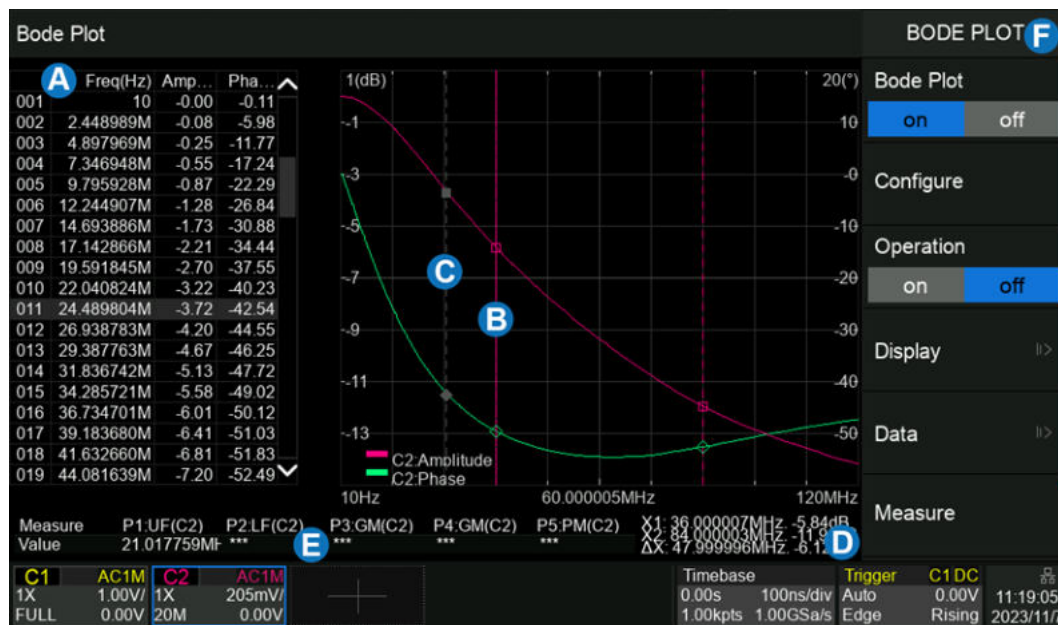 Bode Plot
BODE PLOT F
A Freq(Hz) Amp... Pha...
001 10 -0.00 -0.11
002 2.448989M -0.08 -5.98
003 4.897969M -0.25 -11.77
004 7.346948M -0.55 -17.24
005 9.795928M -0.87 -22.29
006 12.244907M -1.28 -26.84
007 14.693886M -1.73 -30.88
008 17.142866M -2.21 -34.44
009 19.591845M -2.70 -37.55
010 22.040824M -3.22 -40.23
011 24.489804M -3.72 -42.54
012 26.938783M -4.20 -44.55
013 29.387763M -4.67 -46.25
014 31.836742M -5.13 -47.72
015 34.285721M -5.58 -49.02
016 36.734701M -6.01 -50.12
017 39.183680M -6.41 -51.03
018 41.632660M -6.81 -51.83
019 44.081639M -7.20 -52.49
1(dB) 20(°)
-1 10
-3 -0
-5 -10
-7 -20
-9 -30
-11 -40
-13 -50
C
B
C2:Amplitude
C2:Phase
10Hz 60.000005MHz 120MHz
Bode Plot
on off
Configure
Operation
on off
Display
Data
Measure
Measure P1:UF(C2) P2:LF(C2) P3:GM(C2) P4:GM(C2) P5:PM(C2)
Value 21.017759MH *** *** *** ***
E
X1: 36.000007MHz. -5.84dB
X2: 84.000003MHz. -11.9
ΔX: 47.999996MHz. -6.12
D
C1 AC1M
1X 1.00V/
FULL 0.00V
C2 AC1M
1X 205mV/
20M 0.00V
Timebase
0.00s 100ns/div
1.00kpts 1.00GSa/s
Trigger C1 DC
Auto 0.00V
Edge Rising
11:19:05
2023/11/